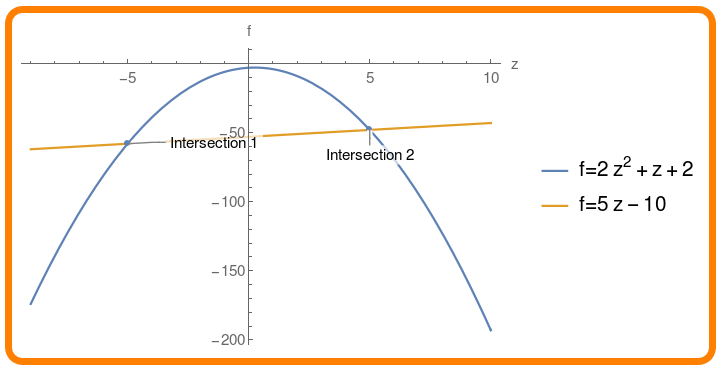 f
z
−5
5
10
−50
−100
−150
−200
Intersection 1
Intersection 2
f=2 z² + z + 2
f=5 z − 10